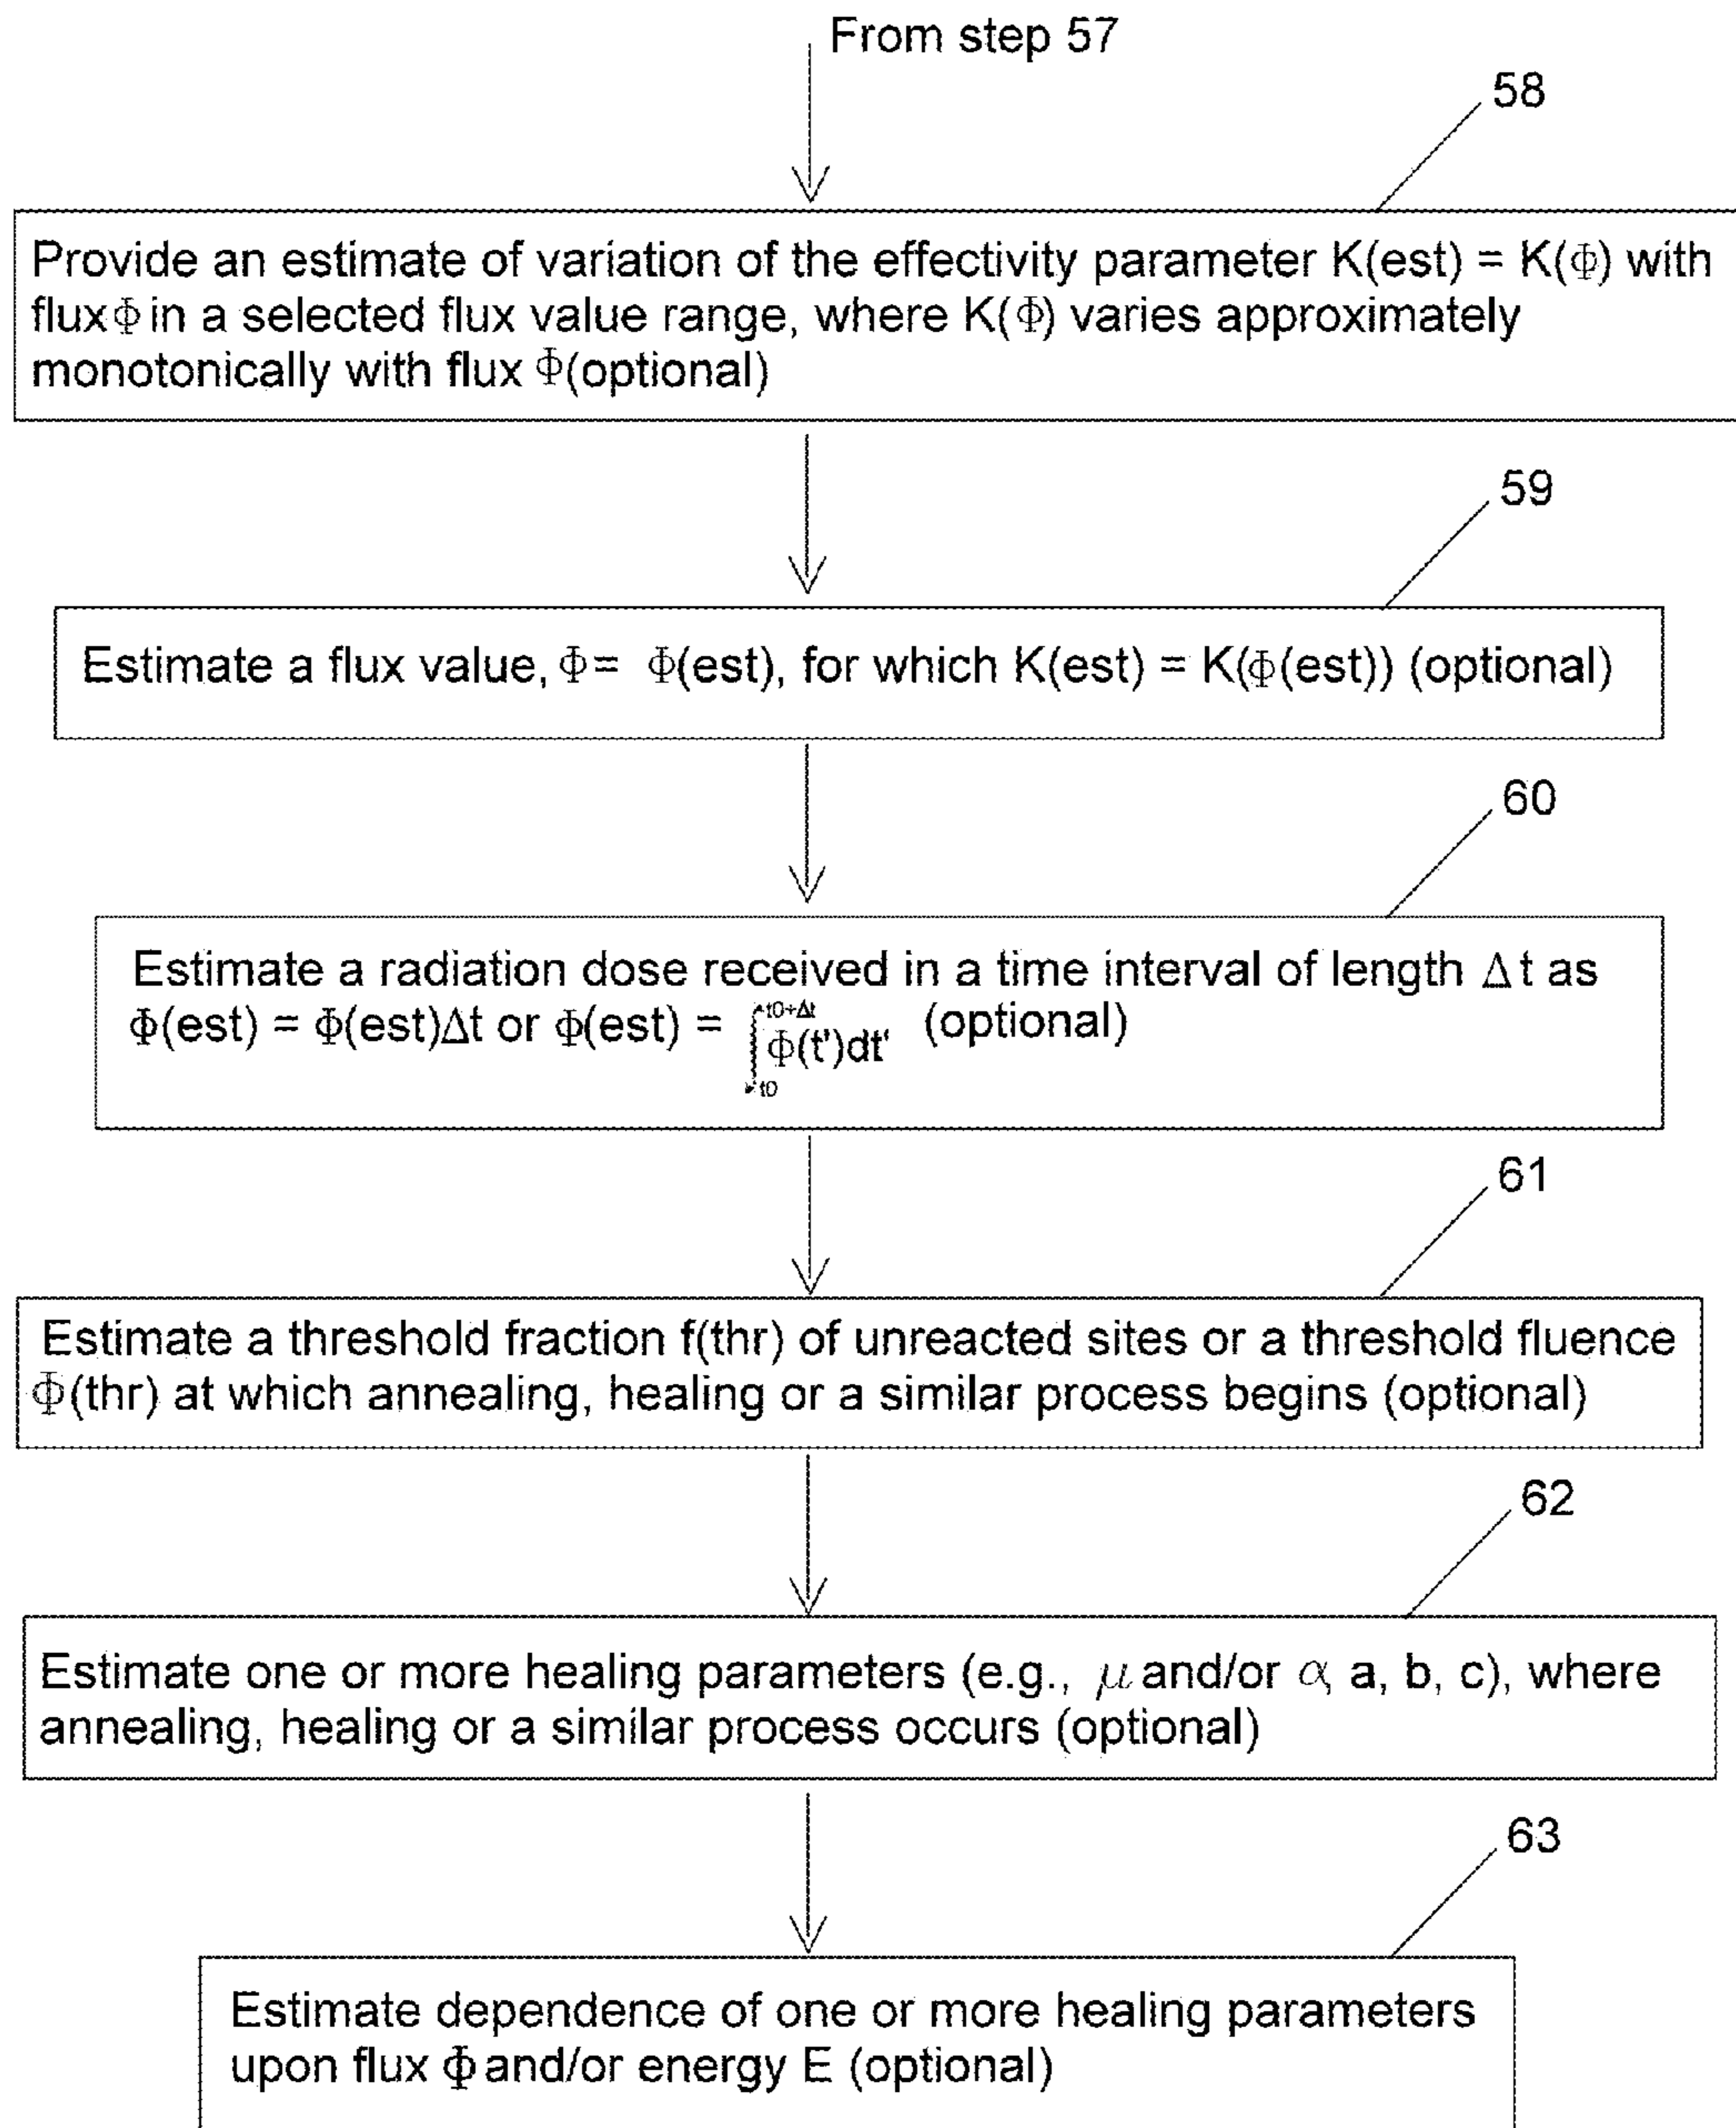 From step 57
58
Provide an estimate of variation of the effectivity parameter K(est) = K(Φ) with
flux Φ in a selected flux value range, where K(Φ) varies approximately
monotonically with flux Φ (optional)
59
Estimate a flux value, Φ = Φ(est), for which K(est) = K(Φ(est)) (optional)
60
Estimate a radiation dose received in a time interval of length Δt as
Φ(est) = Φ(est)Δt or Φ(est) = ∫t0^t0+Δt Φ(t')dt' (optional)
61
Estimate a threshold fraction f(thr) of unreacted sites or a threshold fluence
Φ(thr) at which annealing, healing or a similar process begins (optional)
62
Estimate one or more healing parameters (e.g., μ and/or α, a, b, c), where
annealing, healing or a similar process occurs (optional)
63
Estimate dependence of one or more healing parameters
upon flux Φ and/or energy E (optional)